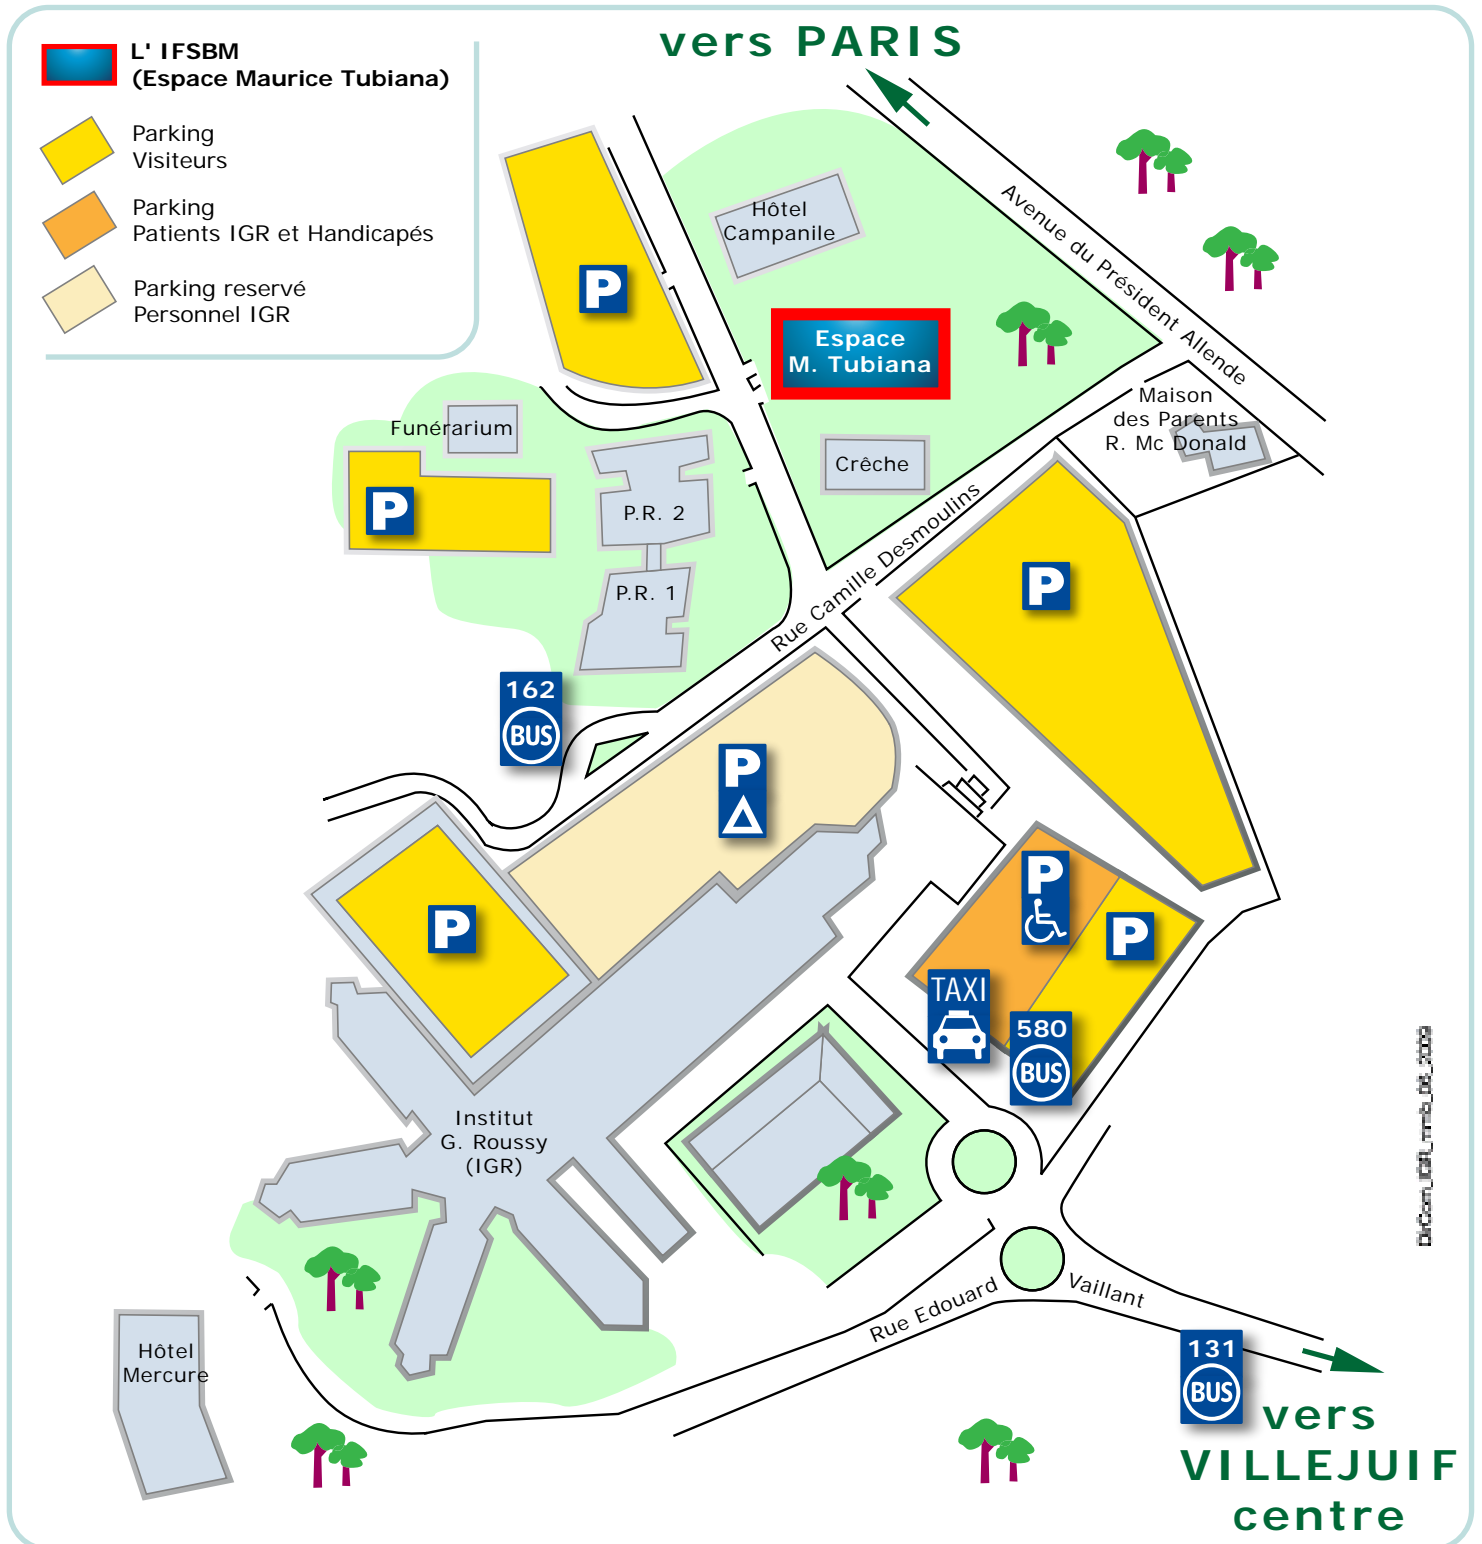 vers PARIS
L' IFSBM
(Espace Maurice Tubiana)
Parking
Visiteurs
Parking
Patients IGR et Handicapés
Parking reservé
Personnel IGR
Avenue du Président Allende
Hôtel
Campanile
P
Espace
M. Tubiana
Maison
des Parents
R. Mc Donald
Funérarium
Crêche
P
P.R. 2
P.R. 1
Rue Camille Desmoulins
P
162
BUS
P
P
P
P
TAXI
580
BUS
Institut
G. Roussy
(IGR)
Rue Edouard Vaillant
Hôtel
Mercure
131
BUS
vers
VILLEJUIF
centre